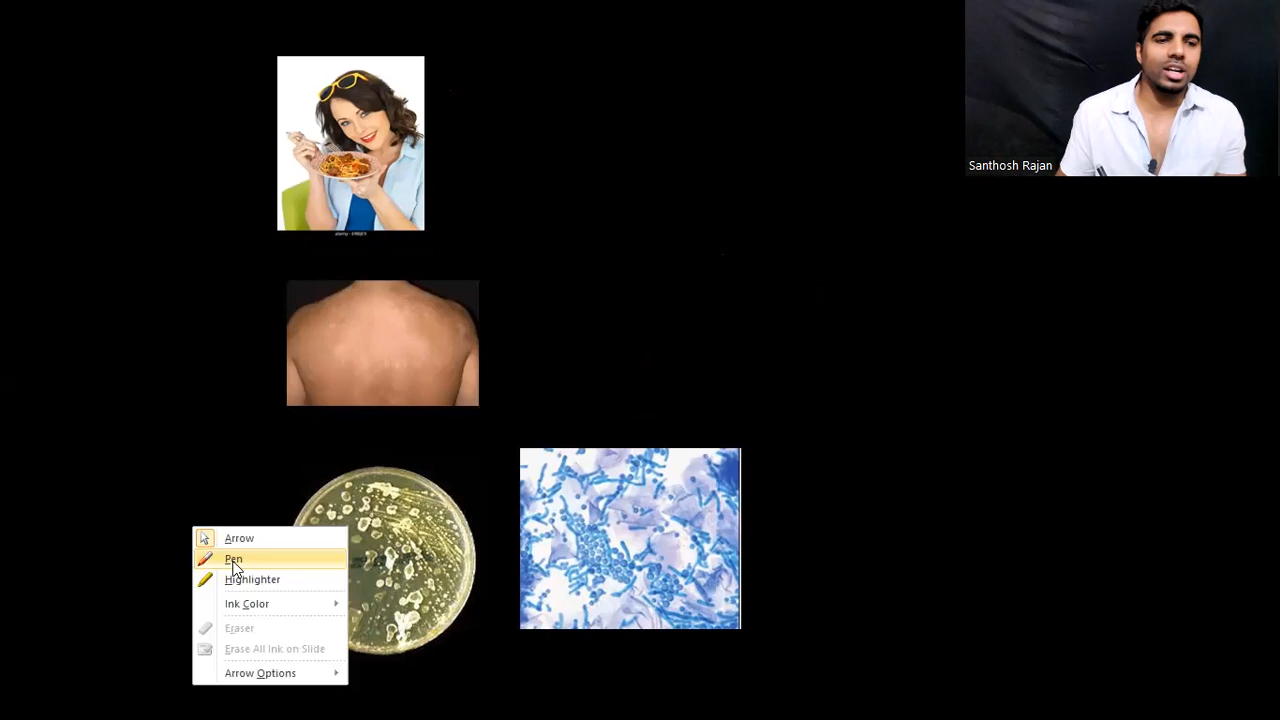 Santhosh Rajan
Arrow
Pen
Highlighter
Ink Color
Eraser
Erase All Ink on Slide
Arrow Options